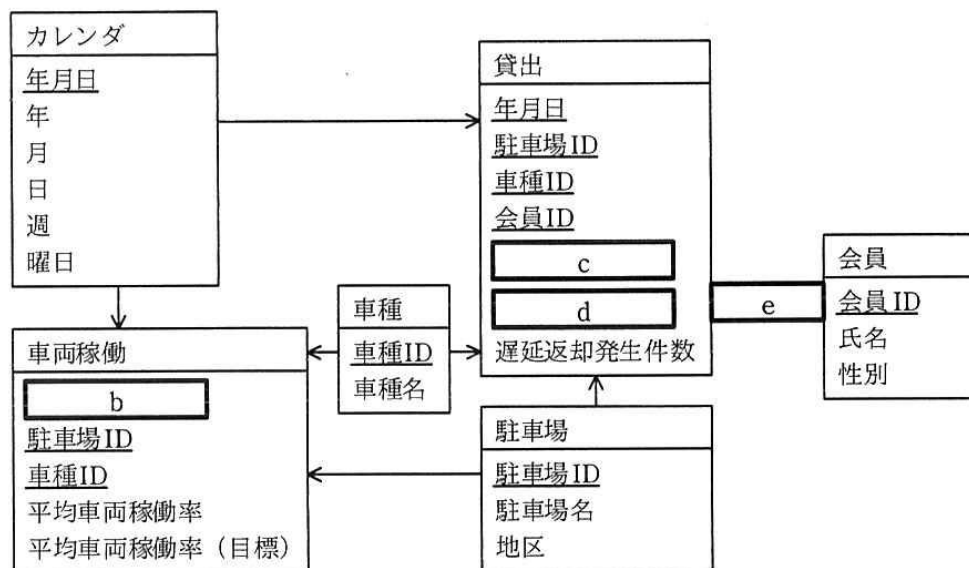 カレンダ
年月日
年
月
日
週
曜日
貸出
年月日
駐車場ID
車種ID
会員ID
c
d
遅延返却発生件数
e
会員
会員ID
氏名
性別
車種
車種ID
車種名
車両稼働
b
駐車場ID
車種ID
平均車両稼働率
平均車両稼働率（目標）
駐車場
駐車場ID
駐車場名
地区